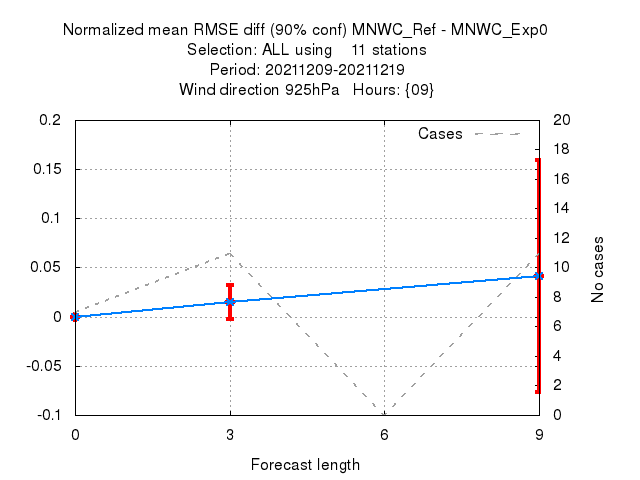 Normalized mean RMSE diff (90% conf) MNWC_Ref - MNWC_Exp0
Selection: ALL using    11 stations
Period: 20211209-20211219
Wind direction 925hPa   Hours: {09}
Cases
0.2
0.15
0.1
0.05
0
-0.05
-0.1
20
18
16
14
12
10
8
6
4
2
0
No cases
0 3 6 9
Forecast length